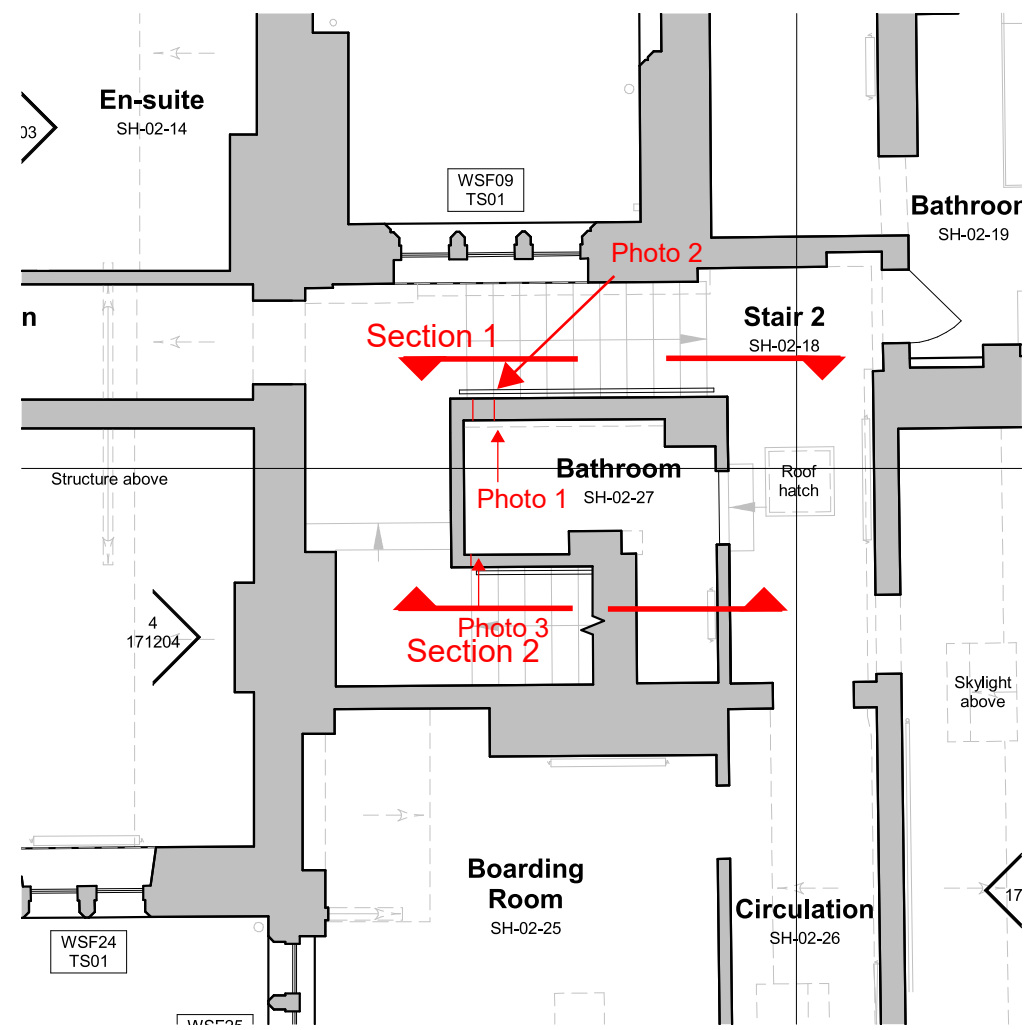 En-suite
SH-02-14
03
WSF09
TS01
Bathroom
SH-02-19
Photo 2
n
Section 1
Stair 2
SH-02-18
Structure above
Bathroom
SH-02-27
Roof
hatch
Photo 1
4
171204
Photo 3
Section 2
Skylight
above
Boarding
Room
SH-02-25
17
Circulation
SH-02-26
WSF24
TS01
WSF25